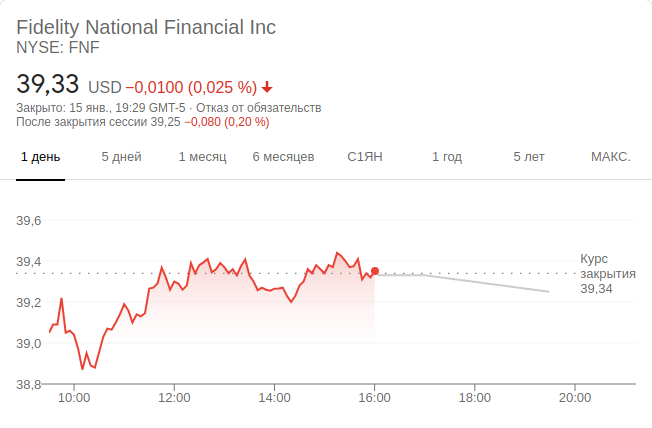 Fidelity National Financial Inc
NYSE: FNF
39,33 USD −0,0100 (0,025 %)
Закрыто: 15 янв., 19:29 GMT-5 · Отказ от обязательств
После закрытия сессии 39,25 −0,080 (0,20 %)
1 день 5 дней 1 месяц 6 месяцев С1ЯН 1 год 5 лет МАКС.
39,6
39,4
Курс
закрытия
39,34
39,2
39,0
38,8
10:00 12:00 14:00 16:00 18:00 20:00